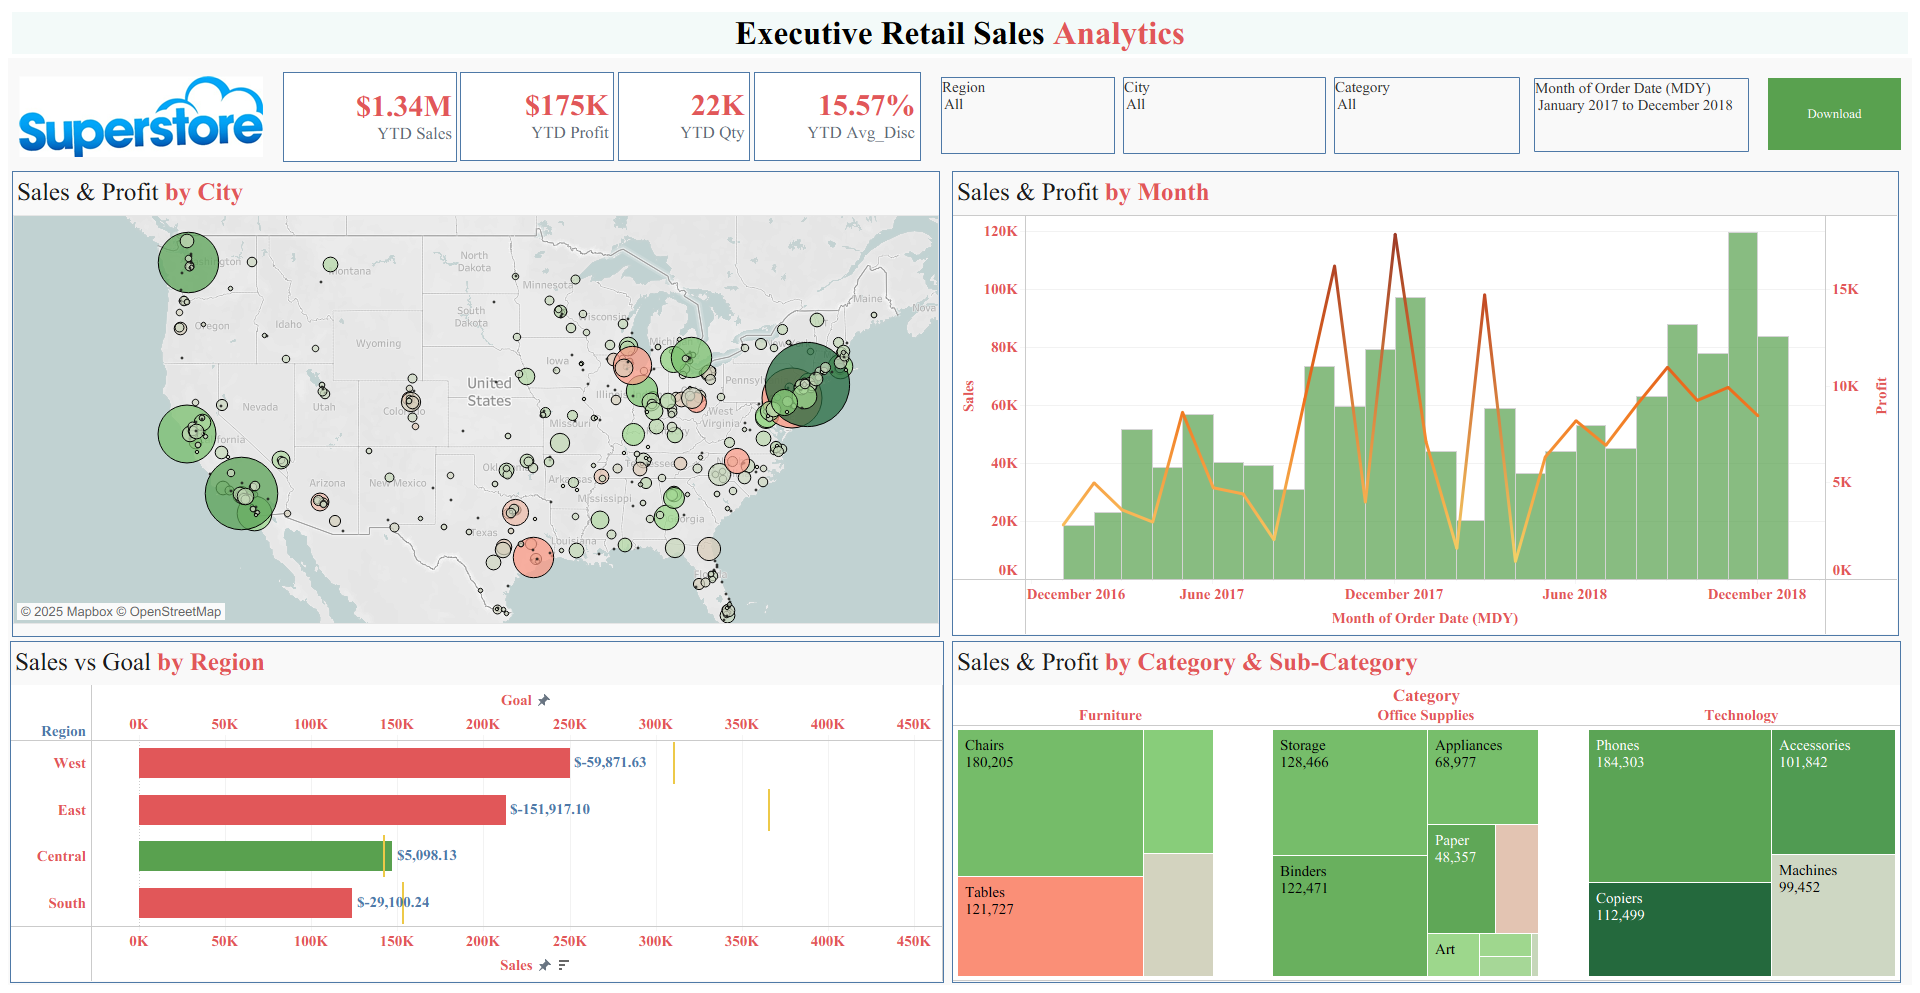 Executive Retail Sales Analytics
Superstore
$1.34M
YTD Sales
$175K
YTD Profit
22K
YTD Qty
15.57%
YTD Avg_Disc
Region
All
City
All
Category
All
Month of Order Date (MDY)
January 2017 to December 2018
Download
Sales & Profit by City
Montana
North Dakota
Minnesota
Maine
Nova
South Dakota
Wisconsin
Oregon
Idaho
Wyoming
Iowa
United States
Nevada
Utah
West Virginia
Missouri
Arizona
New Mexico
Mississippi
Texas
Louisiana
© 2025 Mapbox © OpenStreetMap
Sales & Profit by Month
120K
100K
80K
60K
40K
20K
0K
Sales
15K
10K
5K
0K
Profit
December 2016
June 2017
December 2017
June 2018
December 2018
Month of Order Date (MDY)
Sales vs Goal by Region
Goal
Region
0K 50K 100K 150K 200K 250K 300K 350K 400K 450K
West
$-59,871.63
East
$-151,917.10
Central
$5,098.13
South
$-29,100.24
0K 50K 100K 150K 200K 250K 300K 350K 400K 450K
Sales
Sales & Profit by Category & Sub-Category
Category
Furniture
Office Supplies
Technology
Chairs
180,205
Tables
121,727
Storage
128,466
Binders
122,471
Appliances
68,977
Paper
48,357
Art
Phones
184,303
Copiers
112,499
Accessories
101,842
Machines
99,452